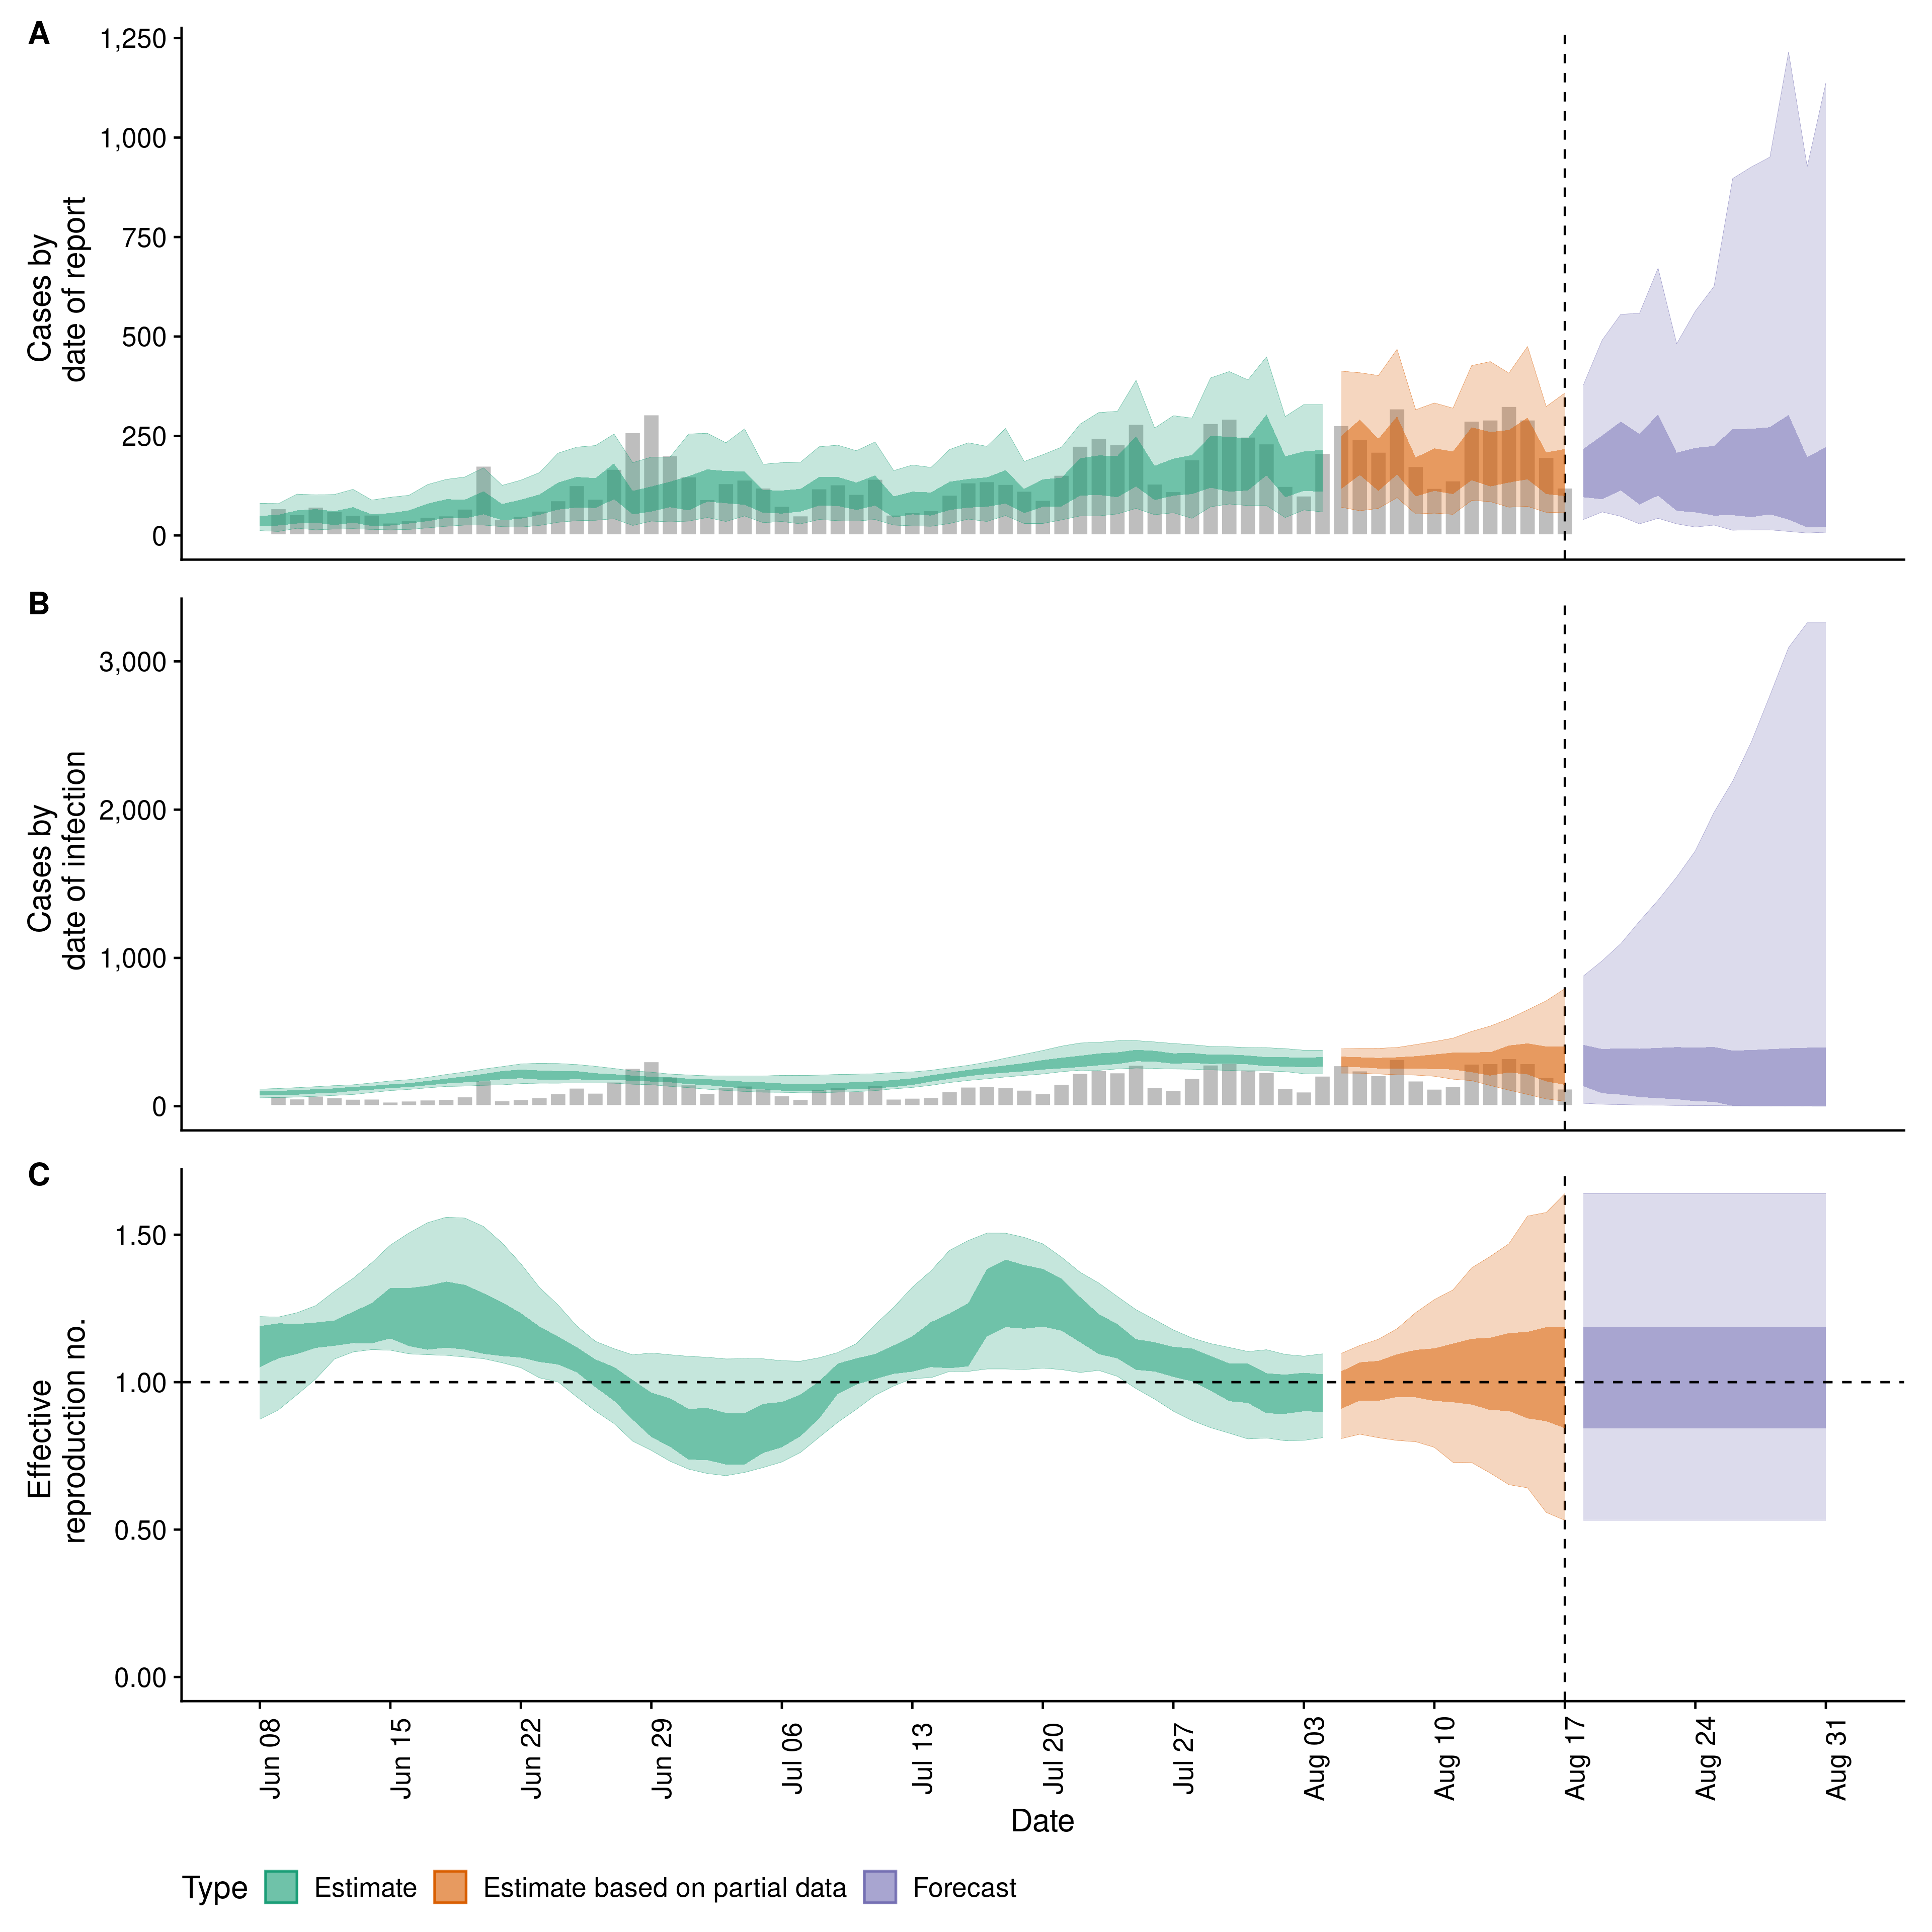 A
Cases by
date of report
1,250
1,000
750
500
250
0
B
Cases by
date of infection
3,000
2,000
1,000
0
C
Effective
reproduction no.
1.50
1.00
0.50
0.00
Jun 08
Jun 15
Jun 22
Jun 29
Jul 06
Jul 13
Jul 20
Jul 27
Aug 03
Aug 10
Aug 17
Aug 24
Aug 31
Date
Type Estimate Estimate based on partial data Forecast